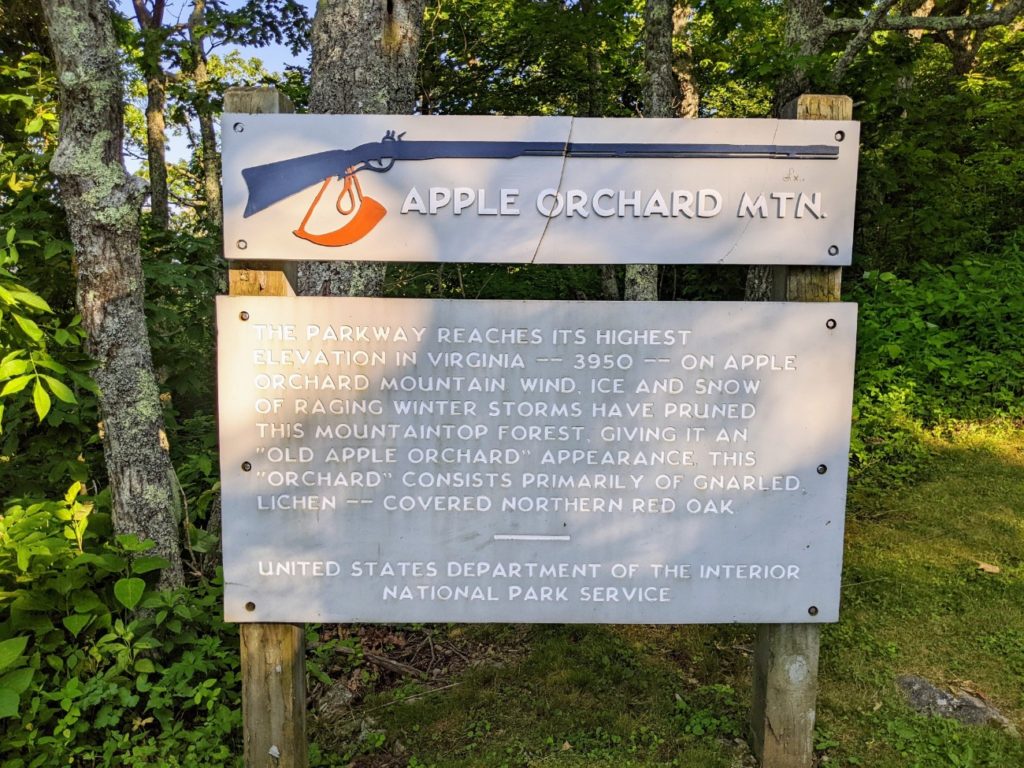 APPLE ORCHARD MTN.
THE PARKWAY REACHES ITS HIGHEST
ELEVATION IN VIRGINIA -- 3950 -- ON APPLE
ORCHARD MOUNTAIN. WIND, ICE AND SNOW
OF RAGING WINTER STORMS HAVE PRUNED
THIS MOUNTAINTOP FOREST, GIVING IT AN
"OLD APPLE ORCHARD" APPEARANCE. THIS
"ORCHARD" CONSISTS PRIMARILY OF GNARLED,
LICHEN -- COVERED NORTHERN RED OAK.
UNITED STATES DEPARTMENT OF THE INTERIOR
NATIONAL PARK SERVICE